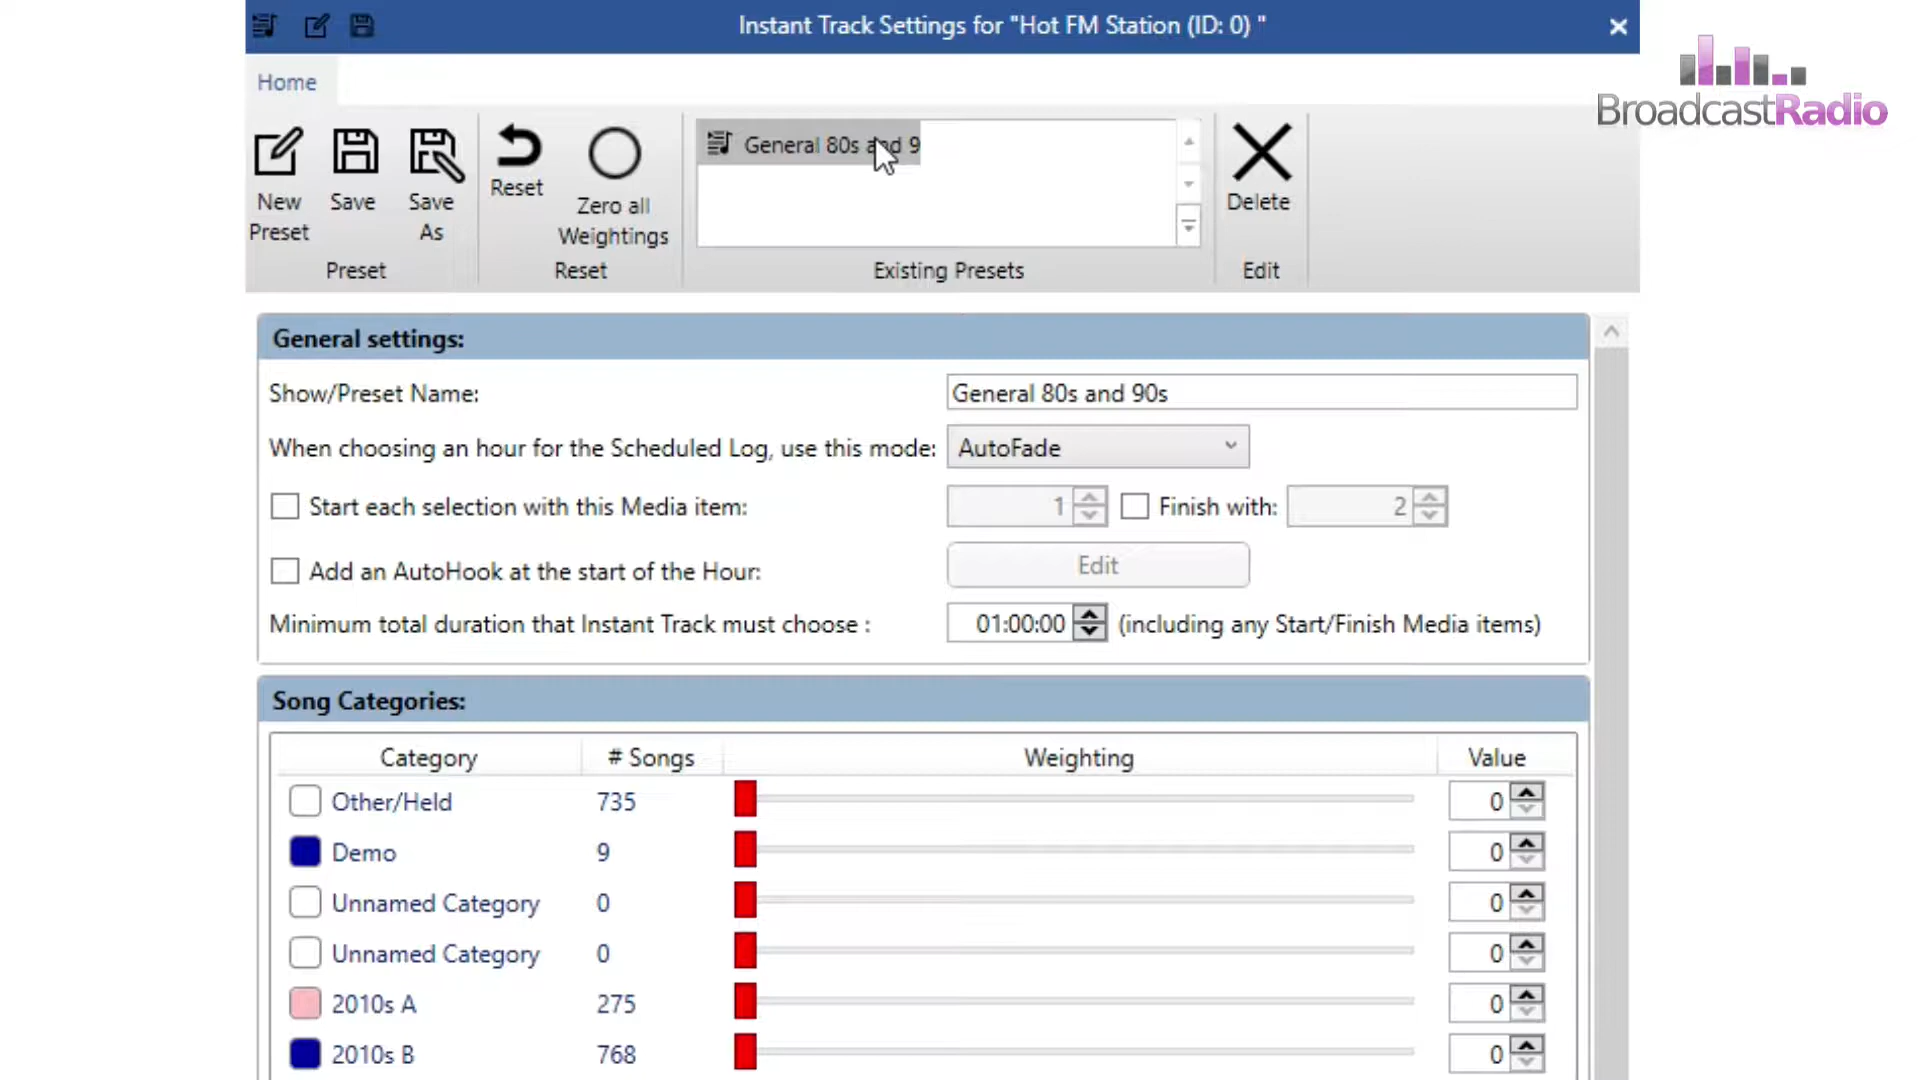 Instant Track Settings for "Hot FM Station (ID: 0) "
BroadcastRadio
Home
New Preset
Save
Save As
Reset
Zero all Weightings
General 80s and 9
Delete
Preset
Reset
Existing Presets
Edit
General settings:
Show/Preset Name: General 80s and 90s
When choosing an hour for the Scheduled Log, use this mode: AutoFade
Start each selection with this Media item: 1 Finish with: 2
Add an AutoHook at the start of the Hour: Edit
Minimum total duration that Instant Track must choose : 01:00:00 (including any Start/Finish Media items)
Song Categories:
Category # Songs Weighting Value
Other/Held 735 0
Demo 9 0
Unnamed Category 0 0
Unnamed Category 0 0
2010s A 275 0
2010s B 768 0